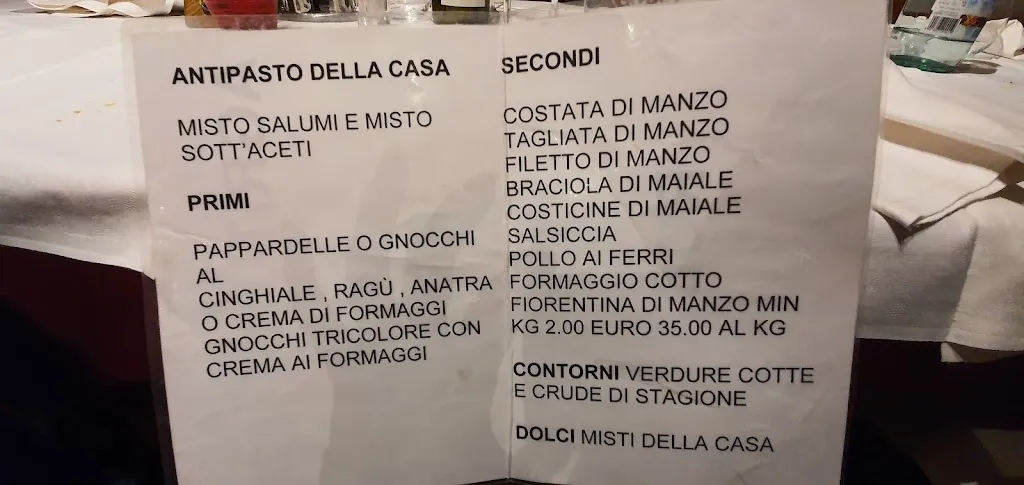 ANTIPASTO DELLA CASA
MISTO SALUMI E MISTO
SOTT'ACETI
PRIMI
PAPPARDELLE O GNOCCHI
AL
CINGHIALE , RAGÙ , ANATRA
O CREMA DI FORMAGGI
GNOCCHI TRICOLORE CON
CREMA AI FORMAGGI
SECONDI
COSTATA DI MANZO
TAGLIATA DI MANZO
FILETTO DI MANZO
BRACIOLA DI MAIALE
COSTICINE DI MAIALE
SALSICCIA
POLLO AI FERRI
FORMAGGIO COTTO
FIORENTINA DI MANZO MIN
KG 2.00 EURO 35.00 AL KG
CONTORNI VERDURE COTTE
E CRUDE DI STAGIONE
DOLCI MISTI DELLA CASA